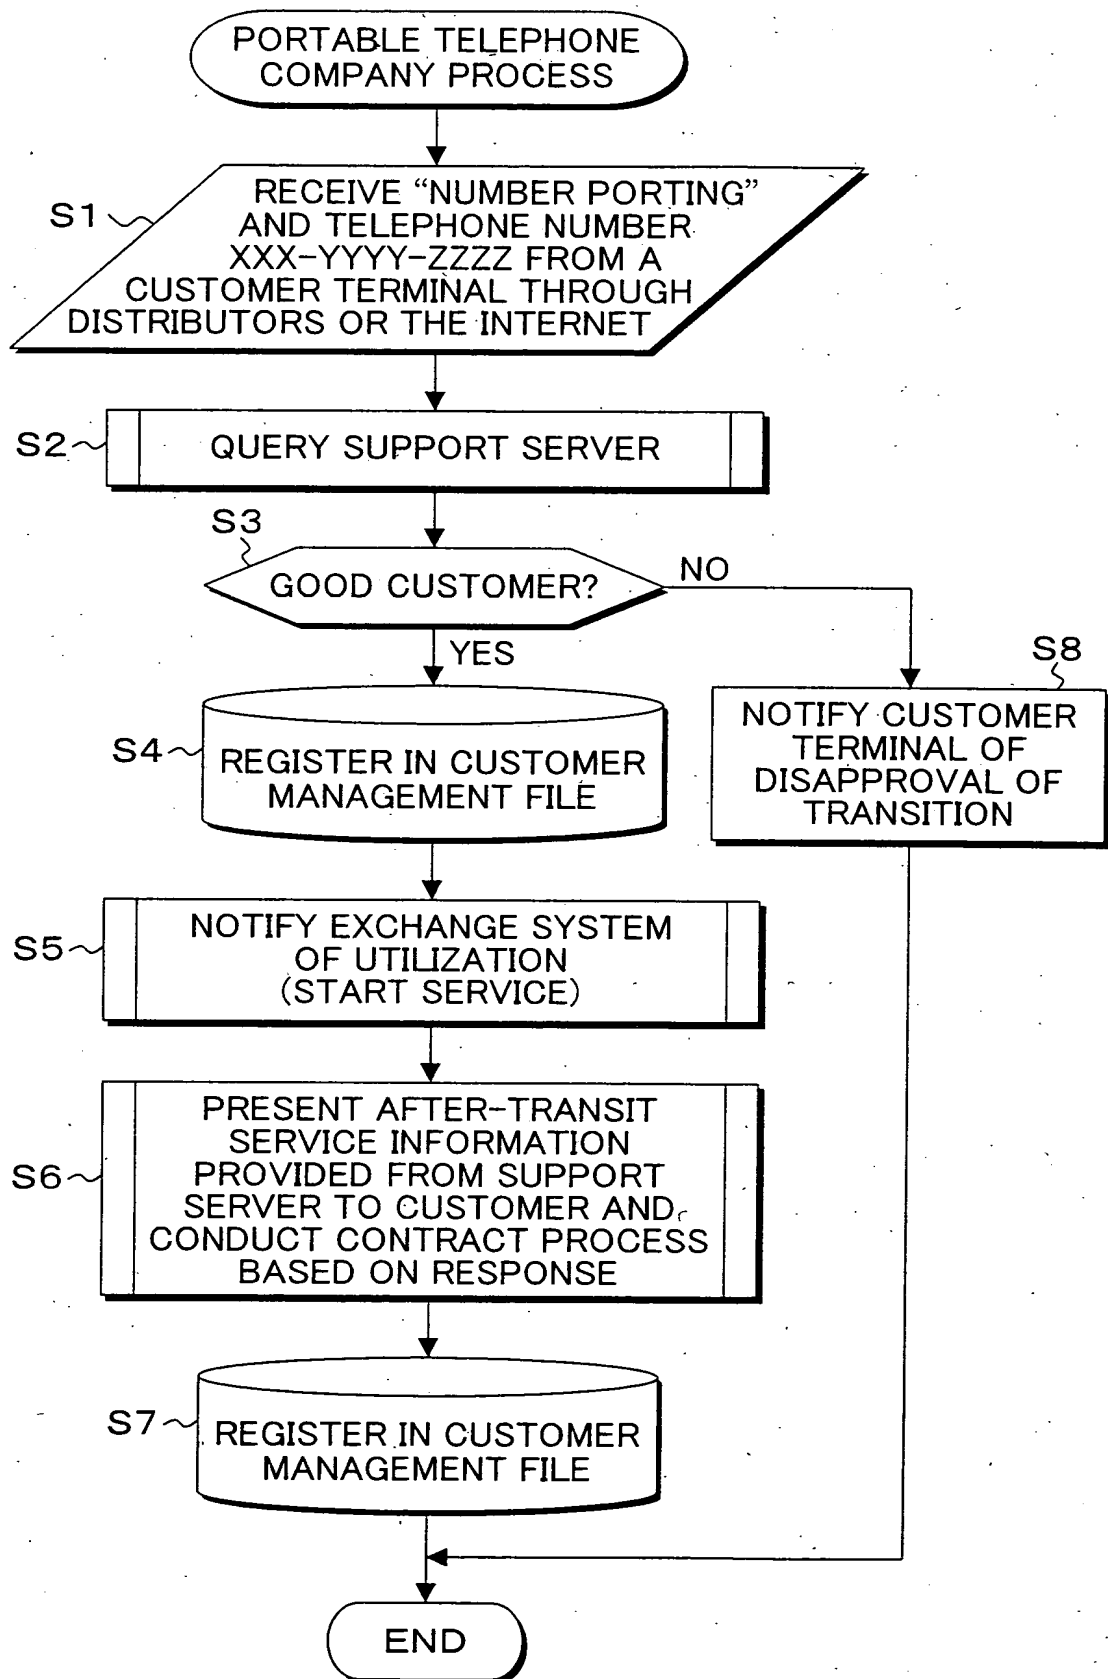 PORTABLE TELEPHONE
COMPANY PROCESS
S1
RECEIVE “NUMBER PORTING”
AND TELEPHONE NUMBER
XXX-YYYY-ZZZZ FROM A
CUSTOMER TERMINAL THROUGH
DISTRIBUTORS OR THE INTERNET
S2
QUERY SUPPORT SERVER
S3
GOOD CUSTOMER?
NO
YES
S8
NOTIFY CUSTOMER
TERMINAL OF
DISAPPROVAL OF
TRANSITION
S4
REGISTER IN CUSTOMER
MANAGEMENT FILE
S5
NOTIFY EXCHANGE SYSTEM
OF UTILIZATION
(START SERVICE)
S6
PRESENT AFTER-TRANSIT
SERVICE INFORMATION
PROVIDED FROM SUPPORT
SERVER TO CUSTOMER AND
CONDUCT CONTRACT PROCESS
BASED ON RESPONSE
S7
REGISTER IN CUSTOMER
MANAGEMENT FILE
END